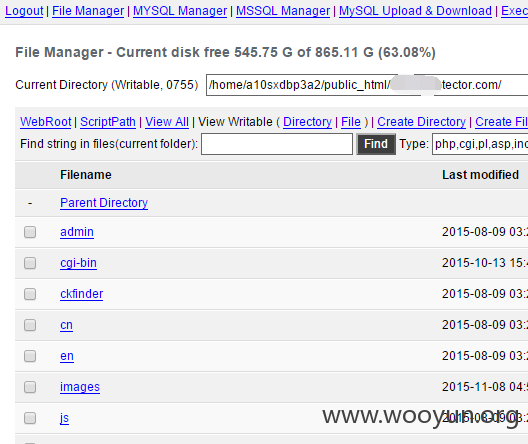 Logout | File Manager | MYSQL Manager | MSSQL Manager | MySQL Upload & Download | Exec
File Manager - Current disk free 545.75 G of 865.11 G (63.08%)
Current Directory (Writable, 0755) /home/a10sxdbp3a2/public_html/ tector.com/
WebRoot | ScriptPath | View All | View Writable ( Directory | File ) | Create Directory | Create Fil
Find string in files(current folder): Find Type: php,cgi,pl,asp,inc
Filename Last modified
- Parent Directory
admin 2015-08-09 03:2
cgi-bin 2015-10-13 15:4
ckfinder 2015-08-09 03:2
cn 2015-08-09 03:2
en 2015-08-09 03:2
images 2015-11-08 04:5
js 2015-08-09 03:2
www.wooyun.org